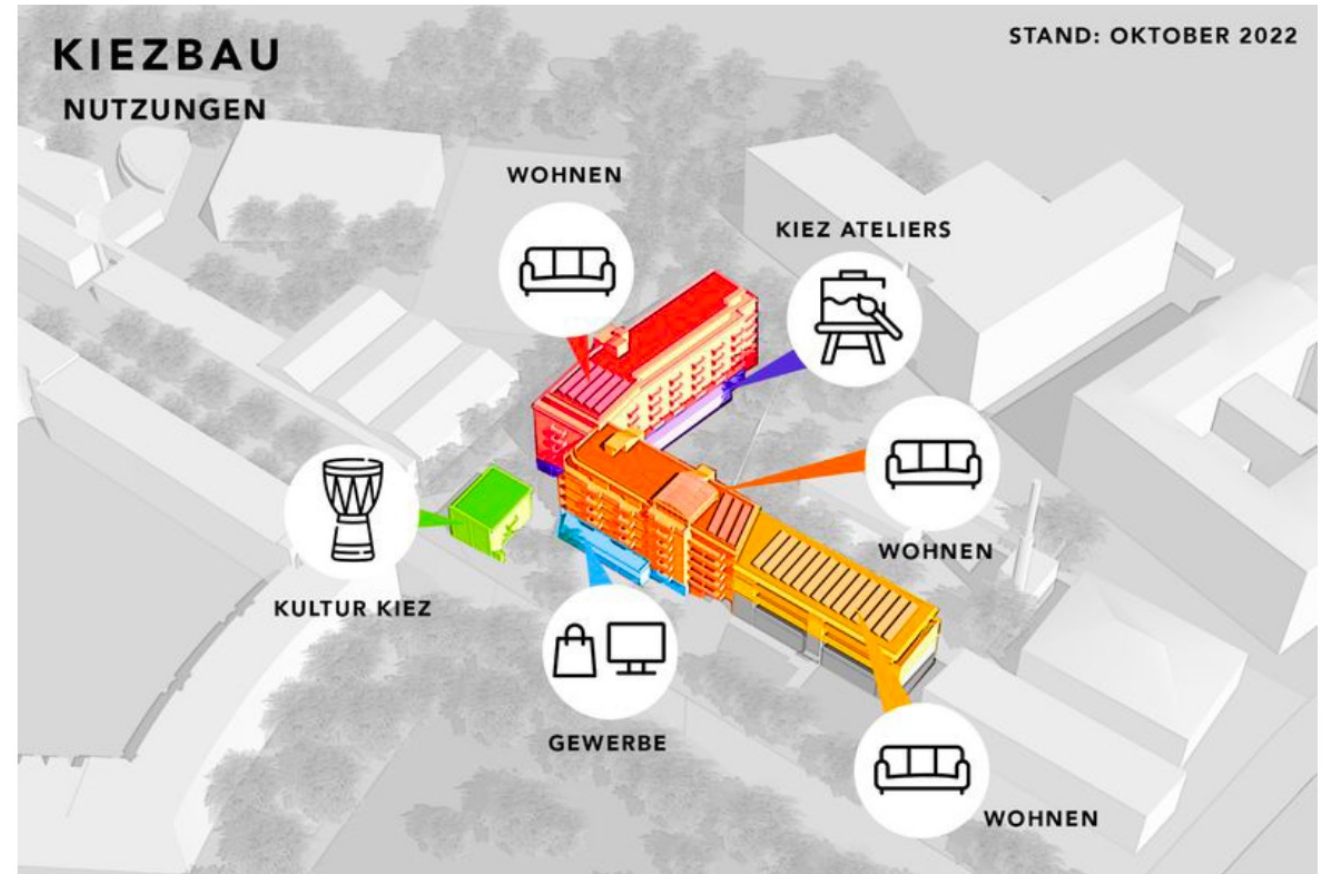 KIEZBAU
NUTZUNGEN
STAND: OKTOBER 2022
WOHNEN
KIEZ ATELIERS
WOHNEN
KULTUR KIEZ
GEWERBE
WOHNEN